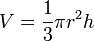 V = \frac{1}{3}\pi r^2 h